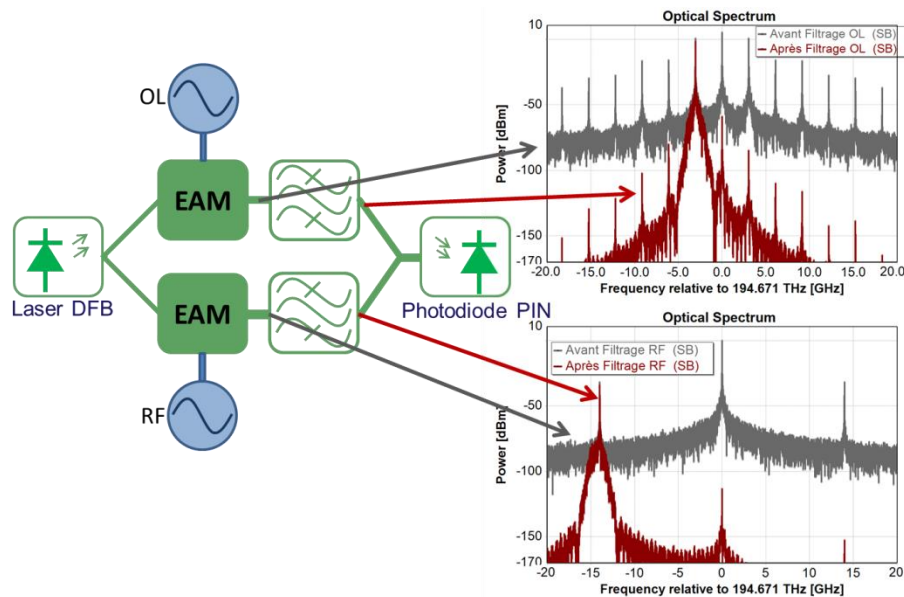 OL
EAM
Laser DFB
EAM
RF
Photodiode PIN
Optical Spectrum
Avant Filtrage OL (SB)
Après Filtrage OL (SB)
Power [dBm]
10
-50
-100
-150
-170
-20.0 -15.0 -10.0 -5.0 0.0 5.0 10.0 15.0 20.0
Frequency relative to 194.671 THz [GHz]
Optical Spectrum
Avant Filtrage RF (SB)
Après Filtrage RF (SB)
Power [dBm]
10
-50
-100
-150
-170
-20 -15 -10 -5 0 5 10 15 20
Frequency relative to 194.671 THz [GHz]